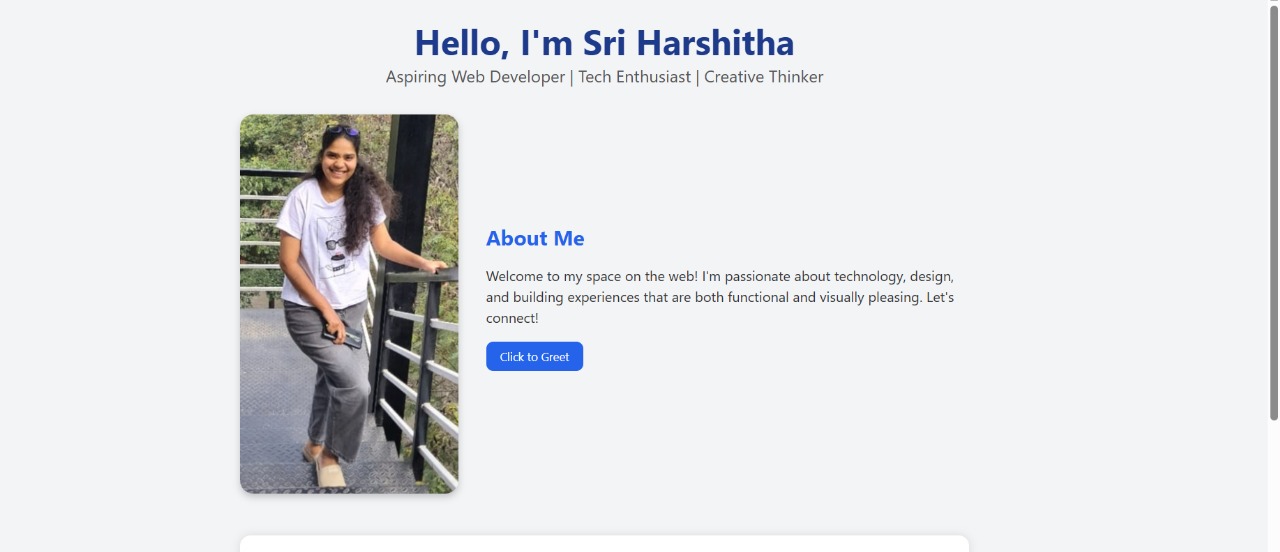 Hello, I'm Sri Harshitha
Aspiring Web Developer | Tech Enthusiast | Creative Thinker
About Me
Welcome to my space on the web! I'm passionate about technology, design,
and building experiences that are both functional and visually pleasing. Let's
connect!
Click to Greet